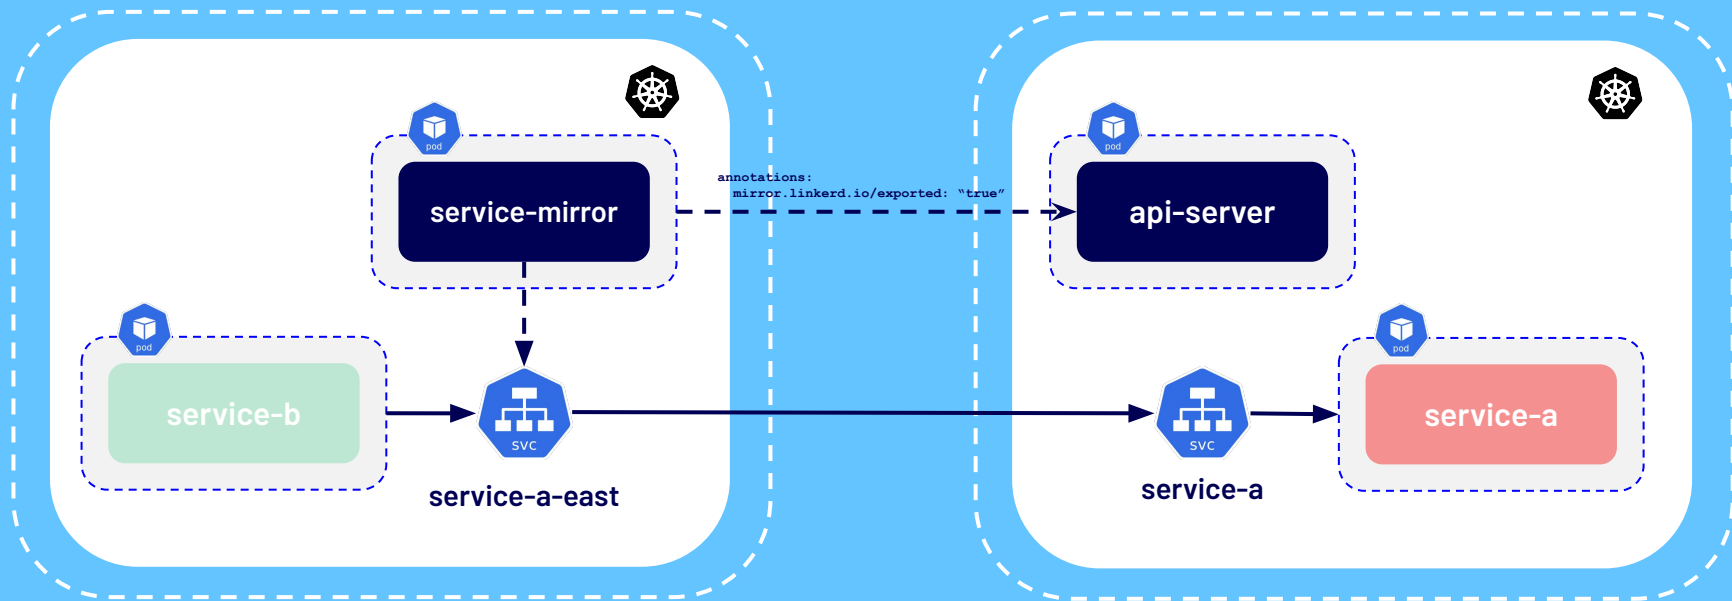 pod
pod
annotations:
mirror.linkerd.io/exported: “true”
service-mirror
api-server
pod
pod
service-b
service-a
svc
svc
service-a-east
service-a